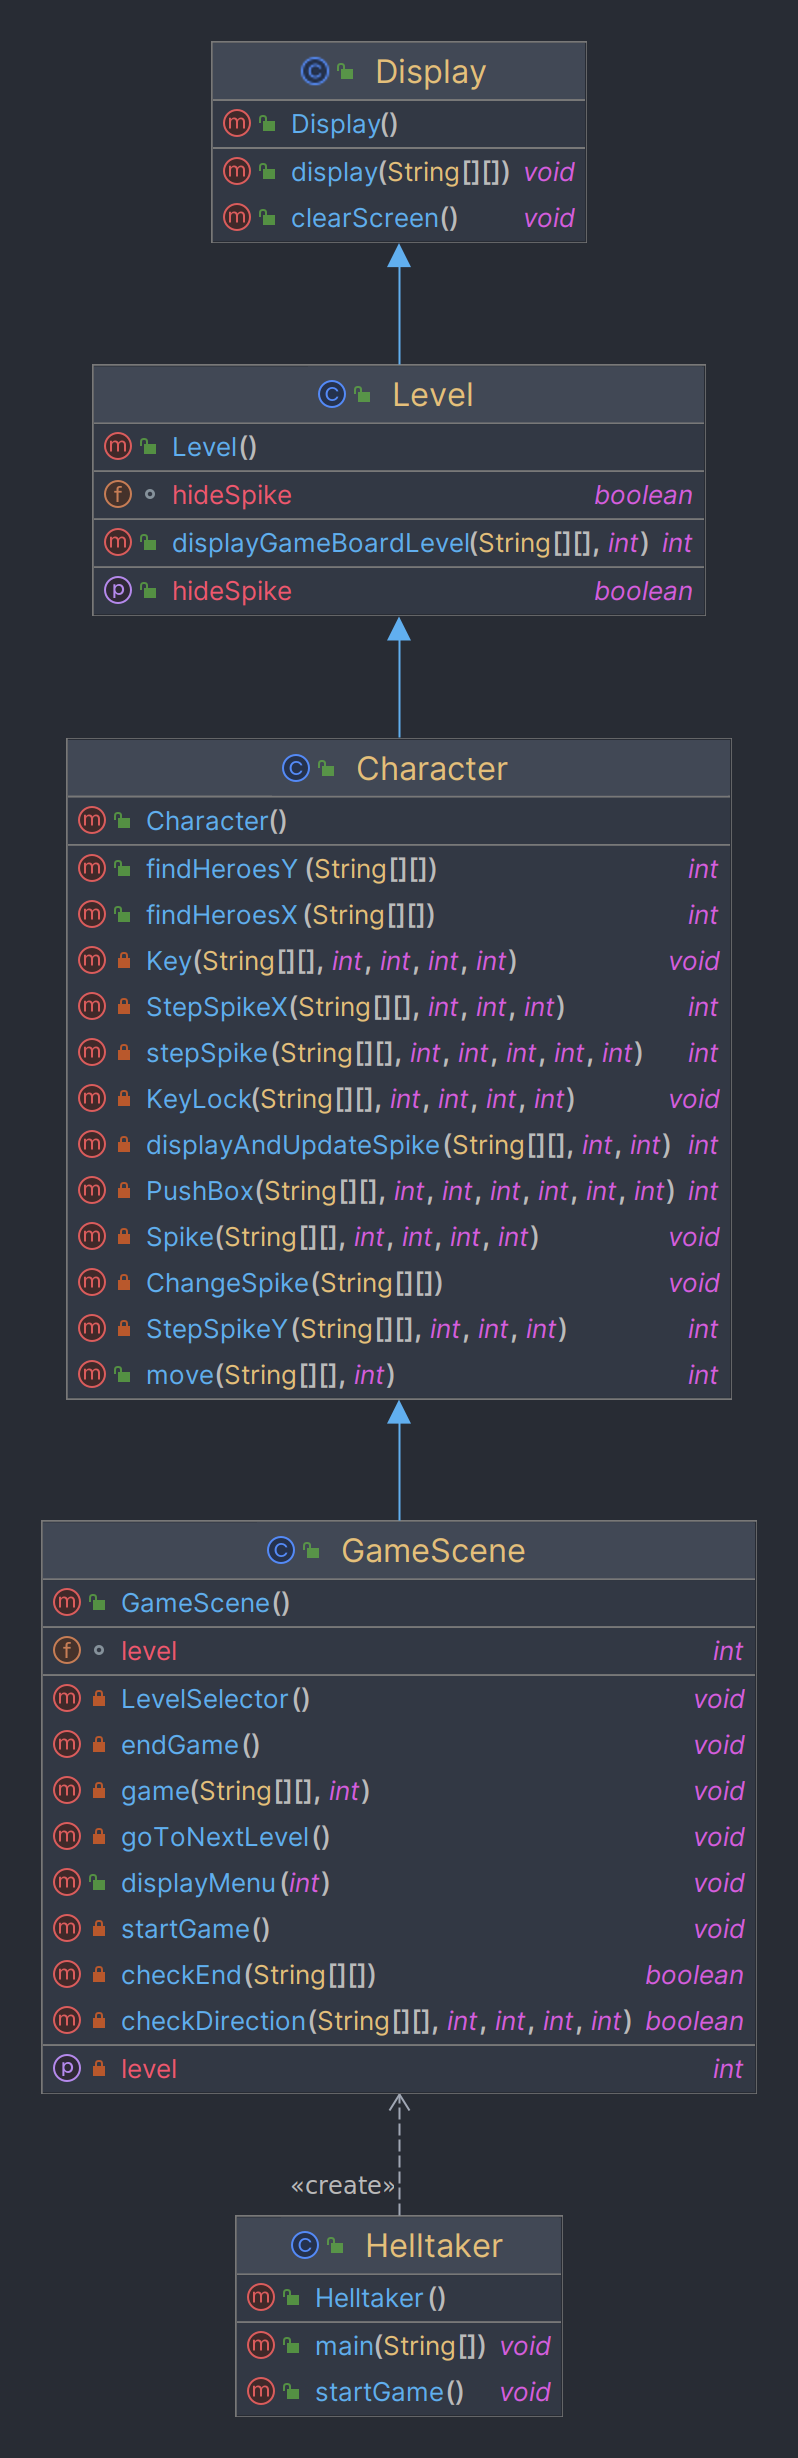 Display
Display()
display(String[][]) void
clearScreen() void
Level
Level()
hideSpike boolean
displayGameBoardLevel(String[][], int) int
hideSpike boolean
Character
Character()
findHeroesY(String[][]) int
findHeroesX(String[][]) int
Key(String[][], int, int, int, int) void
StepSpikeX(String[][], int, int, int) int
stepSpike(String[][], int, int, int, int, int) int
KeyLock(String[][], int, int, int, int) void
displayAndUpdateSpike(String[][], int, int) int
PushBox(String[][], int, int, int, int, int, int) int
Spike(String[][], int, int, int, int) void
ChangeSpike(String[][]) void
StepSpikeY(String[][], int, int, int) int
move(String[][], int) int
GameScene
GameScene()
level int
LevelSelector() void
endGame() void
game(String[][], int) void
goToNextLevel() void
displayMenu(int) void
startGame() void
checkEnd(String[][]) boolean
checkDirection(String[][], int, int, int, int) boolean
level int
«create»
Helltaker
Helltaker()
main(String[]) void
startGame() void